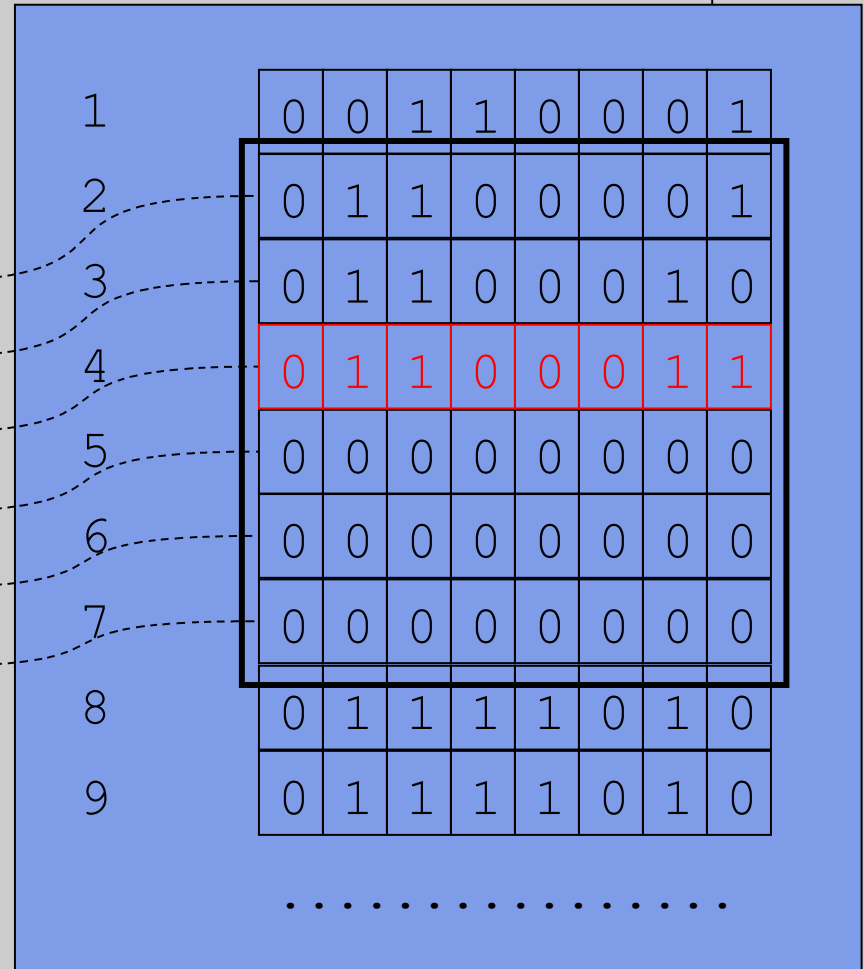 1 0 0 1 1 0 0 0 1
2 0 1 1 0 0 0 0 1
3 0 1 1 0 0 0 1 0
4 0 1 1 0 0 0 1 1
5 0 0 0 0 0 0 0 0
6 0 0 0 0 0 0 0 0
7 0 0 0 0 0 0 0 0
8 0 1 1 1 1 0 1 0
9 0 1 1 1 1 0 1 0
................